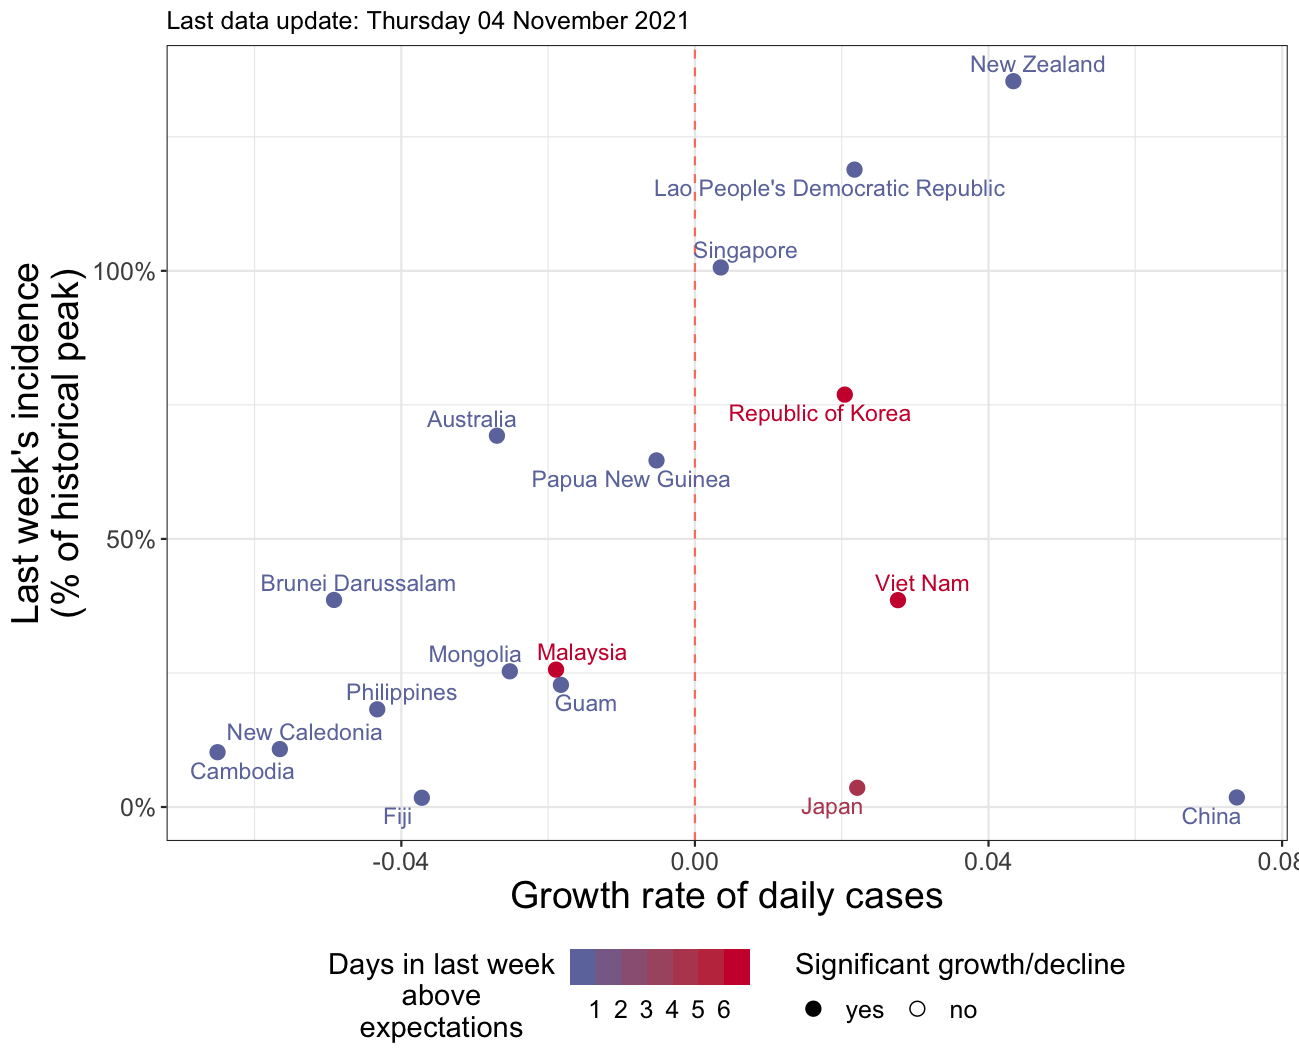 Last data update: Thursday 04 November 2021
New Zealand
Lao People's Democratic Republic
Singapore
100%
Republic of Korea
Australia
Papua New Guinea
Last week's incidence
(% of historical peak)
50%
Brunei Darussalam
Viet Nam
Mongolia
Malaysia
Philippines
Guam
New Caledonia
Cambodia
Japan
0%
Fiji
China
-0.04
0.00
0.04
0.08
Growth rate of daily cases
Days in last week
above
expectations
1 2 3 4 5 6
Significant growth/decline
yes
no